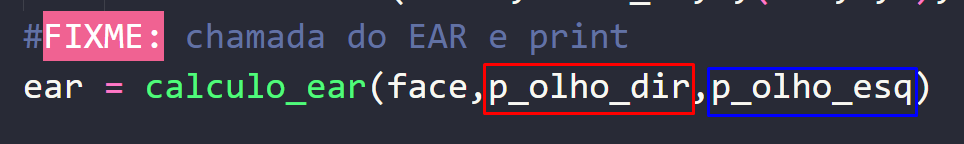 #FIXME: chamada do EAR e print
ear = calculo_ear(face,p_olho_dir,p_olho_esq)